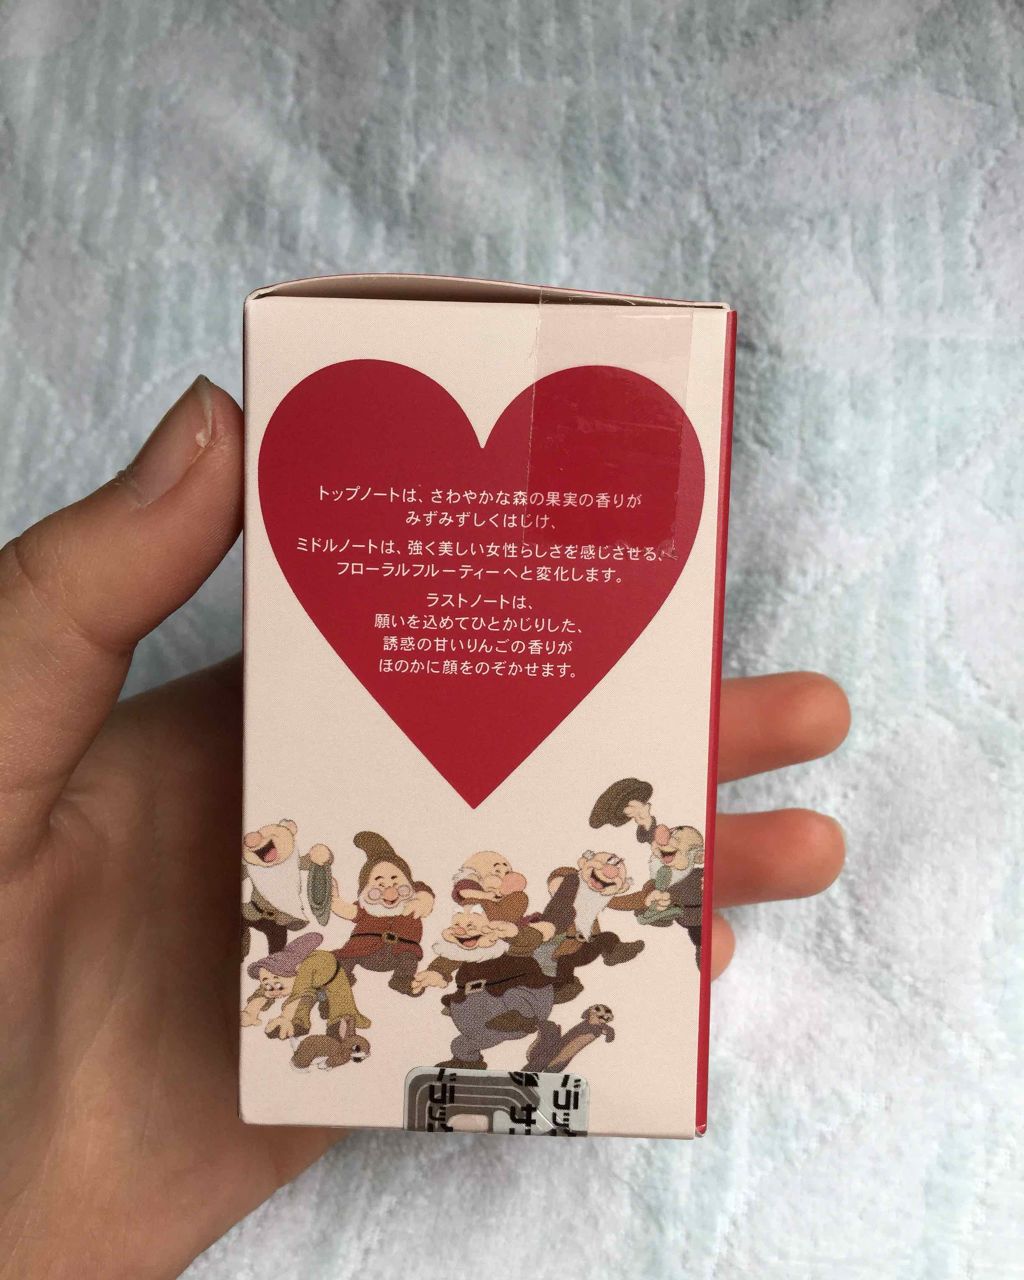 トップノートは、さわやかな森の果実の香りが
みずみずしくはじけ、
ミドルノートは、強く美しい女性らしさを感じさせる、
フローラルフルーティーへと変化します。
ラストノートは、
願いを込めてひとかじりした、
誘惑の甘いりんごの香りが
ほのかに顔をのぞかせます。